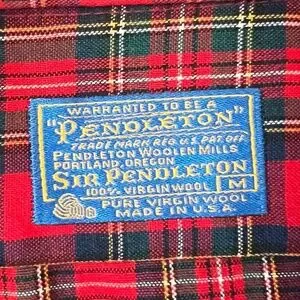 WARRANTED TO BE A
"PENDLETON"
TRADE MARK REG. U.S. PAT. OFF.
PENDLETON WOOLEN MILLS
PORTLAND, OREGON
SIR PENDLETON
100% VIRGIN WOOL M
PURE VIRGIN WOOL
MADE IN U.S.A.